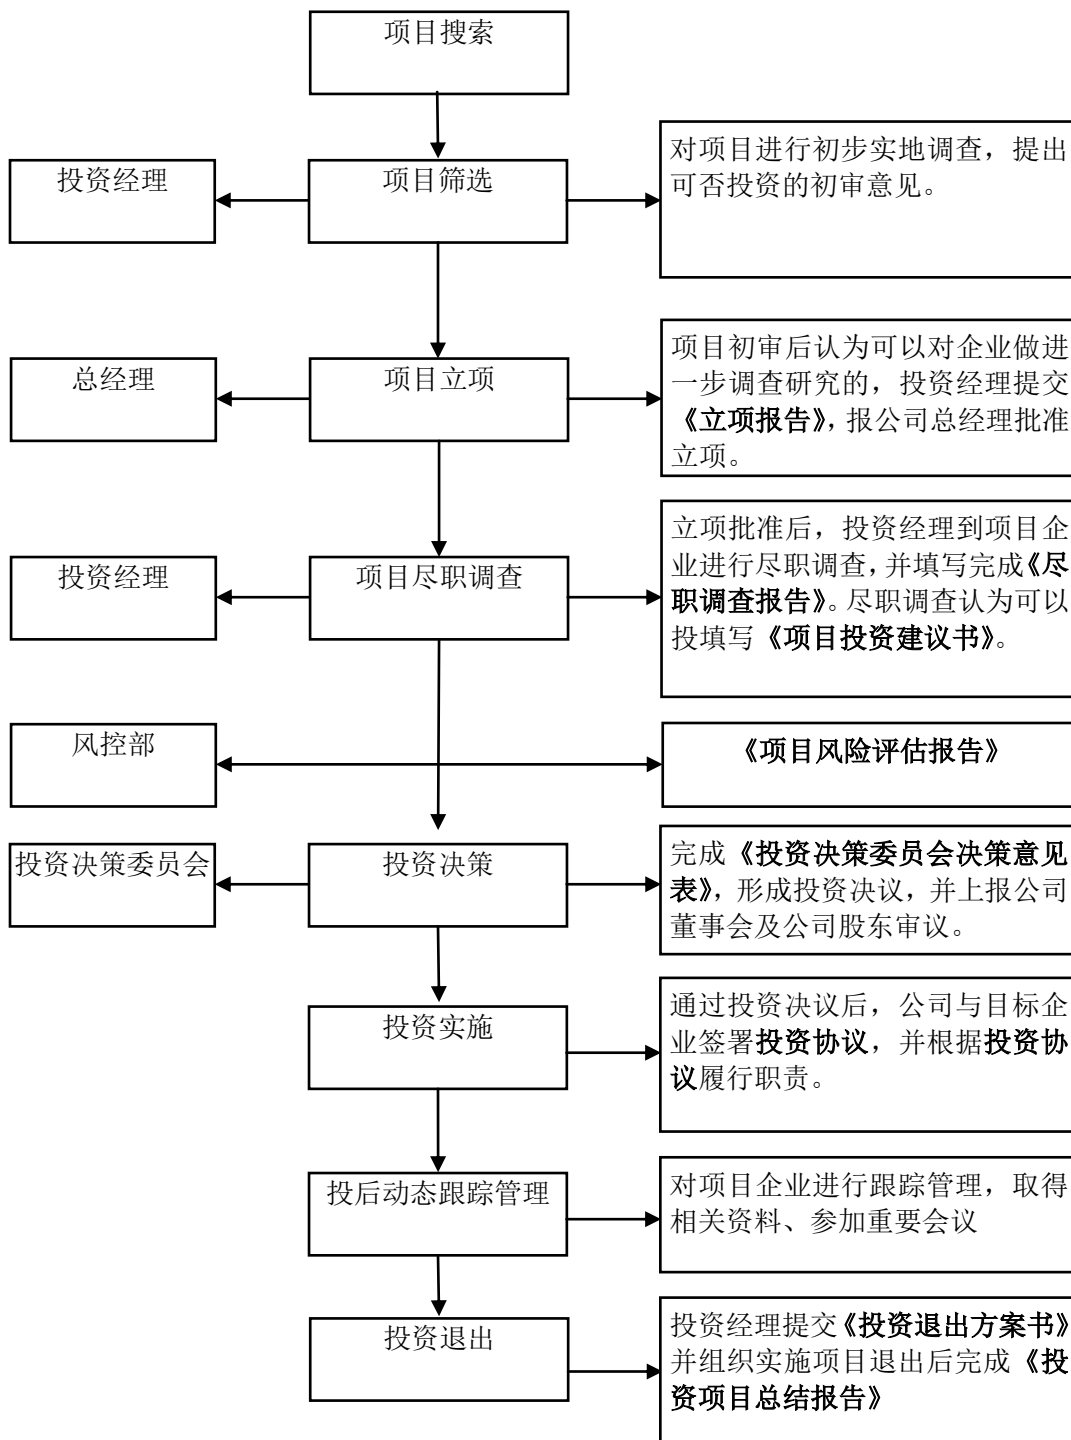 项目搜索
投资经理
项目筛选
对项目进行初步实地调查，提出
可否投资的初审意见。
总经理
项目立项
项目初审后认为可以对企业做进
一步调查研究的，投资经理提交
《立项报告》，报公司总经理批准
立项。
投资经理
项目尽职调查
立项批准后，投资经理到项目企
业进行尽职调查，并填写完成《尽
职调查报告》。尽职调查认为可以
投填写《项目投资建议书》。
风控部
《项目风险评估报告》
投资决策委员会
投资决策
完成《投资决策委员会决策意见
表》，形成投资决议，并上报公司
董事会及公司股东审议。
投资实施
通过投资决议后，公司与目标企
业签署投资协议，并根据投资协
议履行职责。
投后动态跟踪管理
对项目企业进行跟踪管理，取得
相关资料、参加重要会议
投资退出
投资经理提交《投资退出方案书》
并组织实施项目退出后完成《投
资项目总结报告》